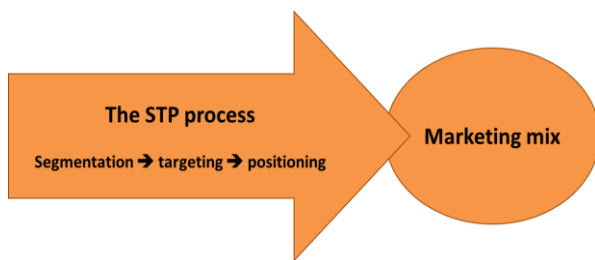 The STP process
Segmentation 🡺 targeting 🡺 positioning
Marketing mix